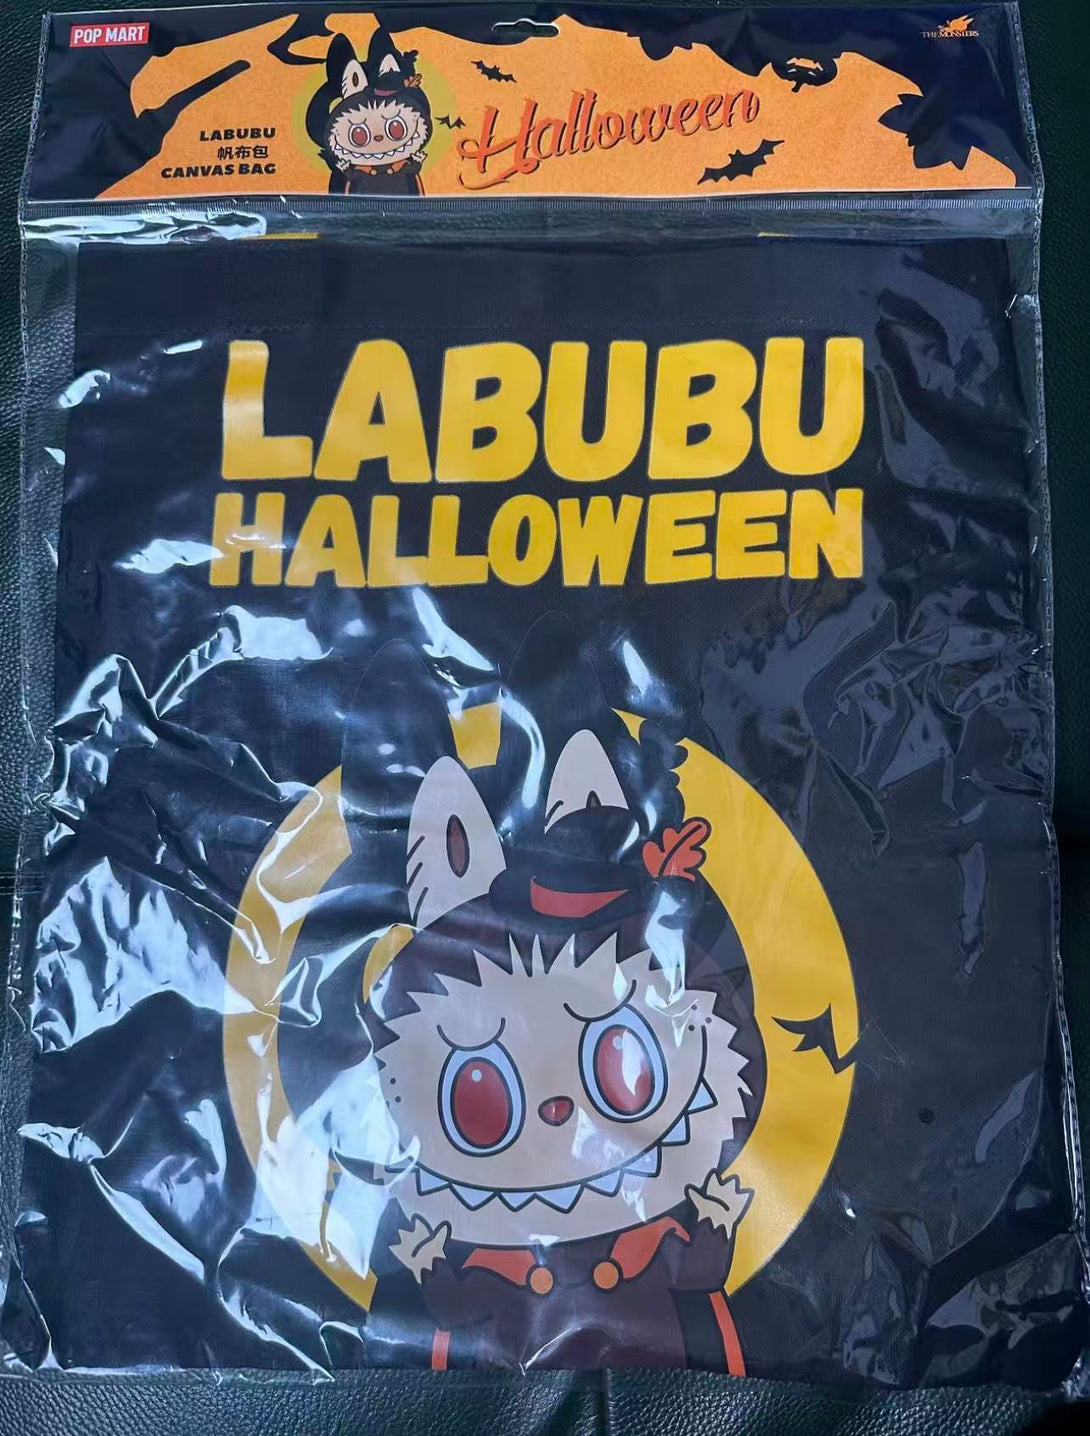 POP MART
THE MONSTERS
LABUBU
帆布包
CANVAS BAG
Halloween
LABUBU
HALLOWEEN